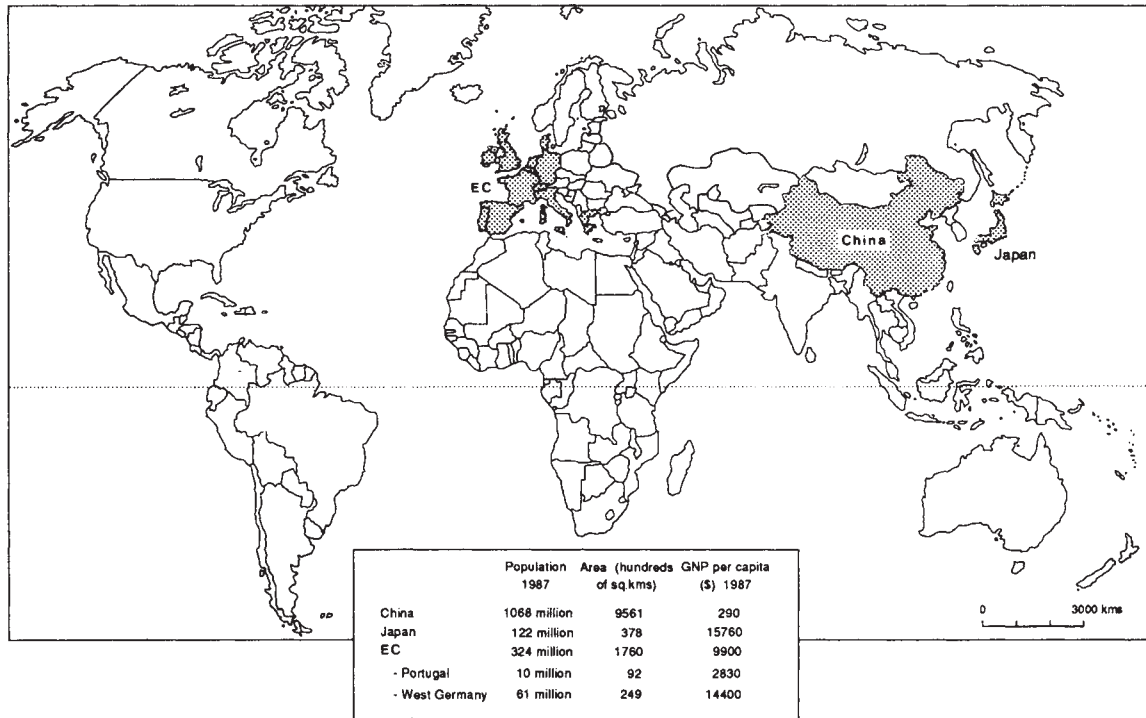 EC
China
Japan
0 3000 kms
Population Area (hundreds GNP per capita
1987 of sq.kms) ($) 1987
China 1068 million 9561 290
Japan 122 million 378 15760
EC 324 million 1760 9900
- Portugal 10 million 92 2830
- West Germany 61 million 249 14400